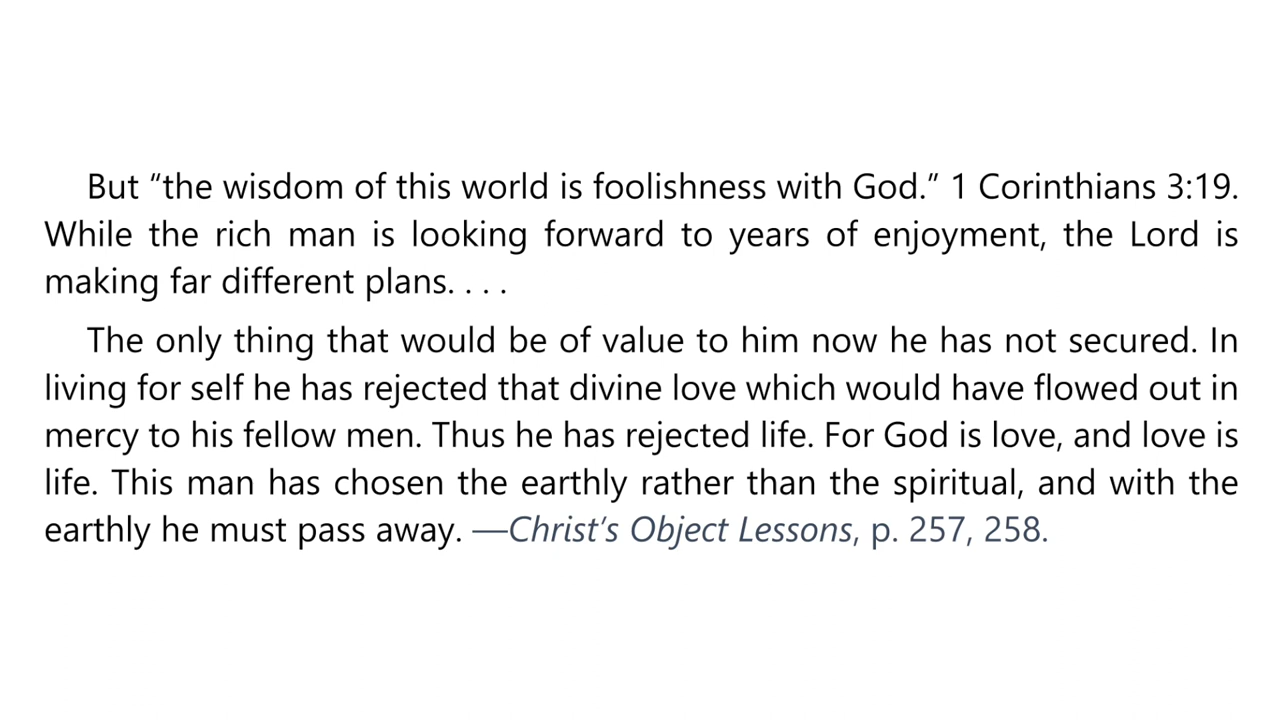 But “the wisdom of this world is foolishness with God.” 1 Corinthians 3:19.
While the rich man is looking forward to years of enjoyment, the Lord is
making far different plans. . . .
The only thing that would be of value to him now he has not secured. In
living for self he has rejected that divine love which would have flowed out in
mercy to his fellow men. Thus he has rejected life. For God is love, and love is
life. This man has chosen the earthly rather than the spiritual, and with the
earthly he must pass away. —Christ’s Object Lessons, p. 257, 258.